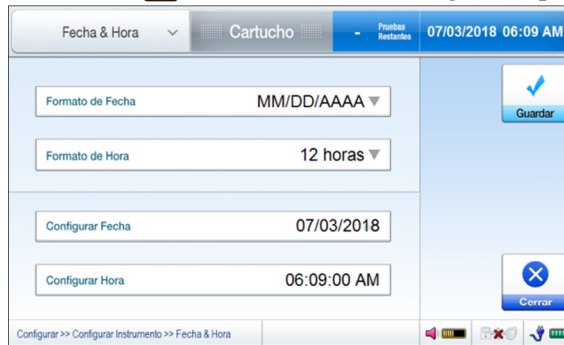 Fecha & Hora
Cartucho
- Pruebas Restantes
07/03/2018 06:09 AM
Formato de Fecha MM/DD/AAAA
Guardar
Formato de Hora 12 horas
Configurar Fecha 07/03/2018
Configurar Hora 06:09:00 AM
Cerrar
Configurar >> Configurar Instrumento >> Fecha & Hora